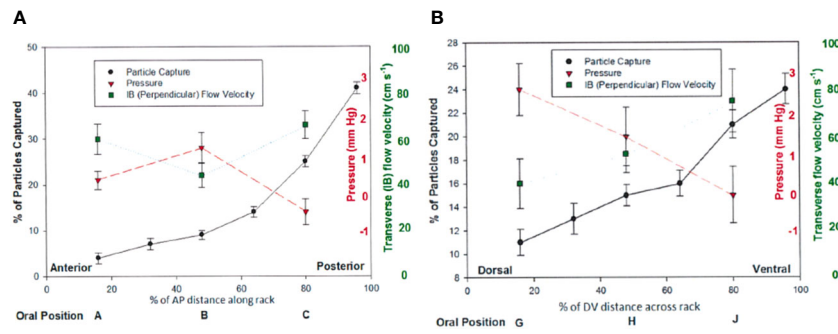 A
% of Particles Captured
50
40
30
20
10
0
Particle Capture
Pressure
IB (Perpendicular) Flow Velocity
Anterior
Posterior
0 20 40 60 80 100
% of AP distance along rack
Oral Position A B C
3
2
1
0
-1
Pressure (mm Hg)
100
80
60
40
20
0
Transverse (IB) flow velocity (cm s⁻¹)
B
% of Particles Captured
28
26
24
22
20
18
16
14
12
10
8
Particle Capture
Pressure
IB (Perpendicular) Flow Velocity
Dorsal
Ventral
0 20 40 60 80 100
% of DV distance across rack
Oral Position G H J
3
2
1
0
-1
Pressure (mm Hg)
100
80
60
40
20
0
Transverse flow velocity (cm s⁻¹)